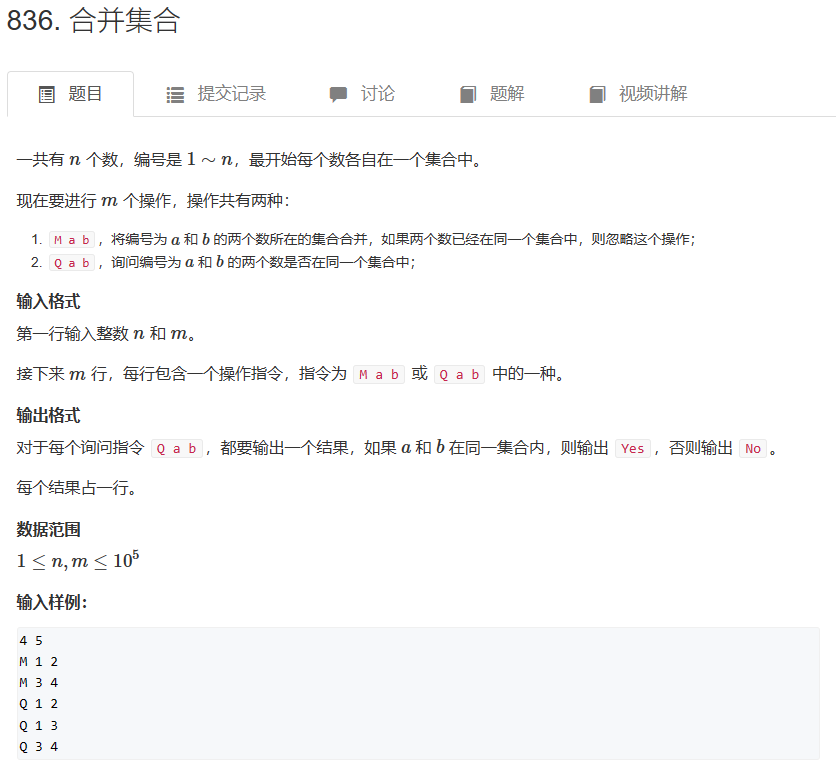 836. 合并集合
题目 提交记录 讨论 题解 视频讲解
一共有 n 个数，编号是 1 ∼ n，最开始每个数各自在一个集合中。
现在要进行 m 个操作，操作共有两种：
1. M a b ，将编号为 a 和 b 的两个数所在的集合合并，如果两个数已经在同一个集合中，则忽略这个操作；
2. Q a b ，询问编号为 a 和 b 的两个数是否在同一个集合中；
输入格式
第一行输入整数 n 和 m。
接下来 m 行，每行包含一个操作指令，指令为 M a b 或 Q a b 中的一种。
输出格式
对于每个询问指令 Q a b ，都要输出一个结果，如果 a 和 b 在同一集合内，则输出 Yes ，否则输出 No 。
每个结果占一行。
数据范围
1 ≤ n, m ≤ 10⁵
输入样例：
4 5
M 1 2
M 3 4
Q 1 2
Q 1 3
Q 3 4